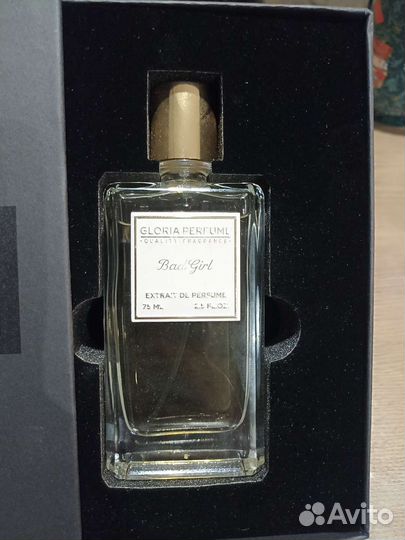 GLORIA PERFUME
•QUALITY FRAGRANCE•
Bad Girl
EXTRAIT DE PERFUME
75 ML 2.5 FL.OZ.
Avito